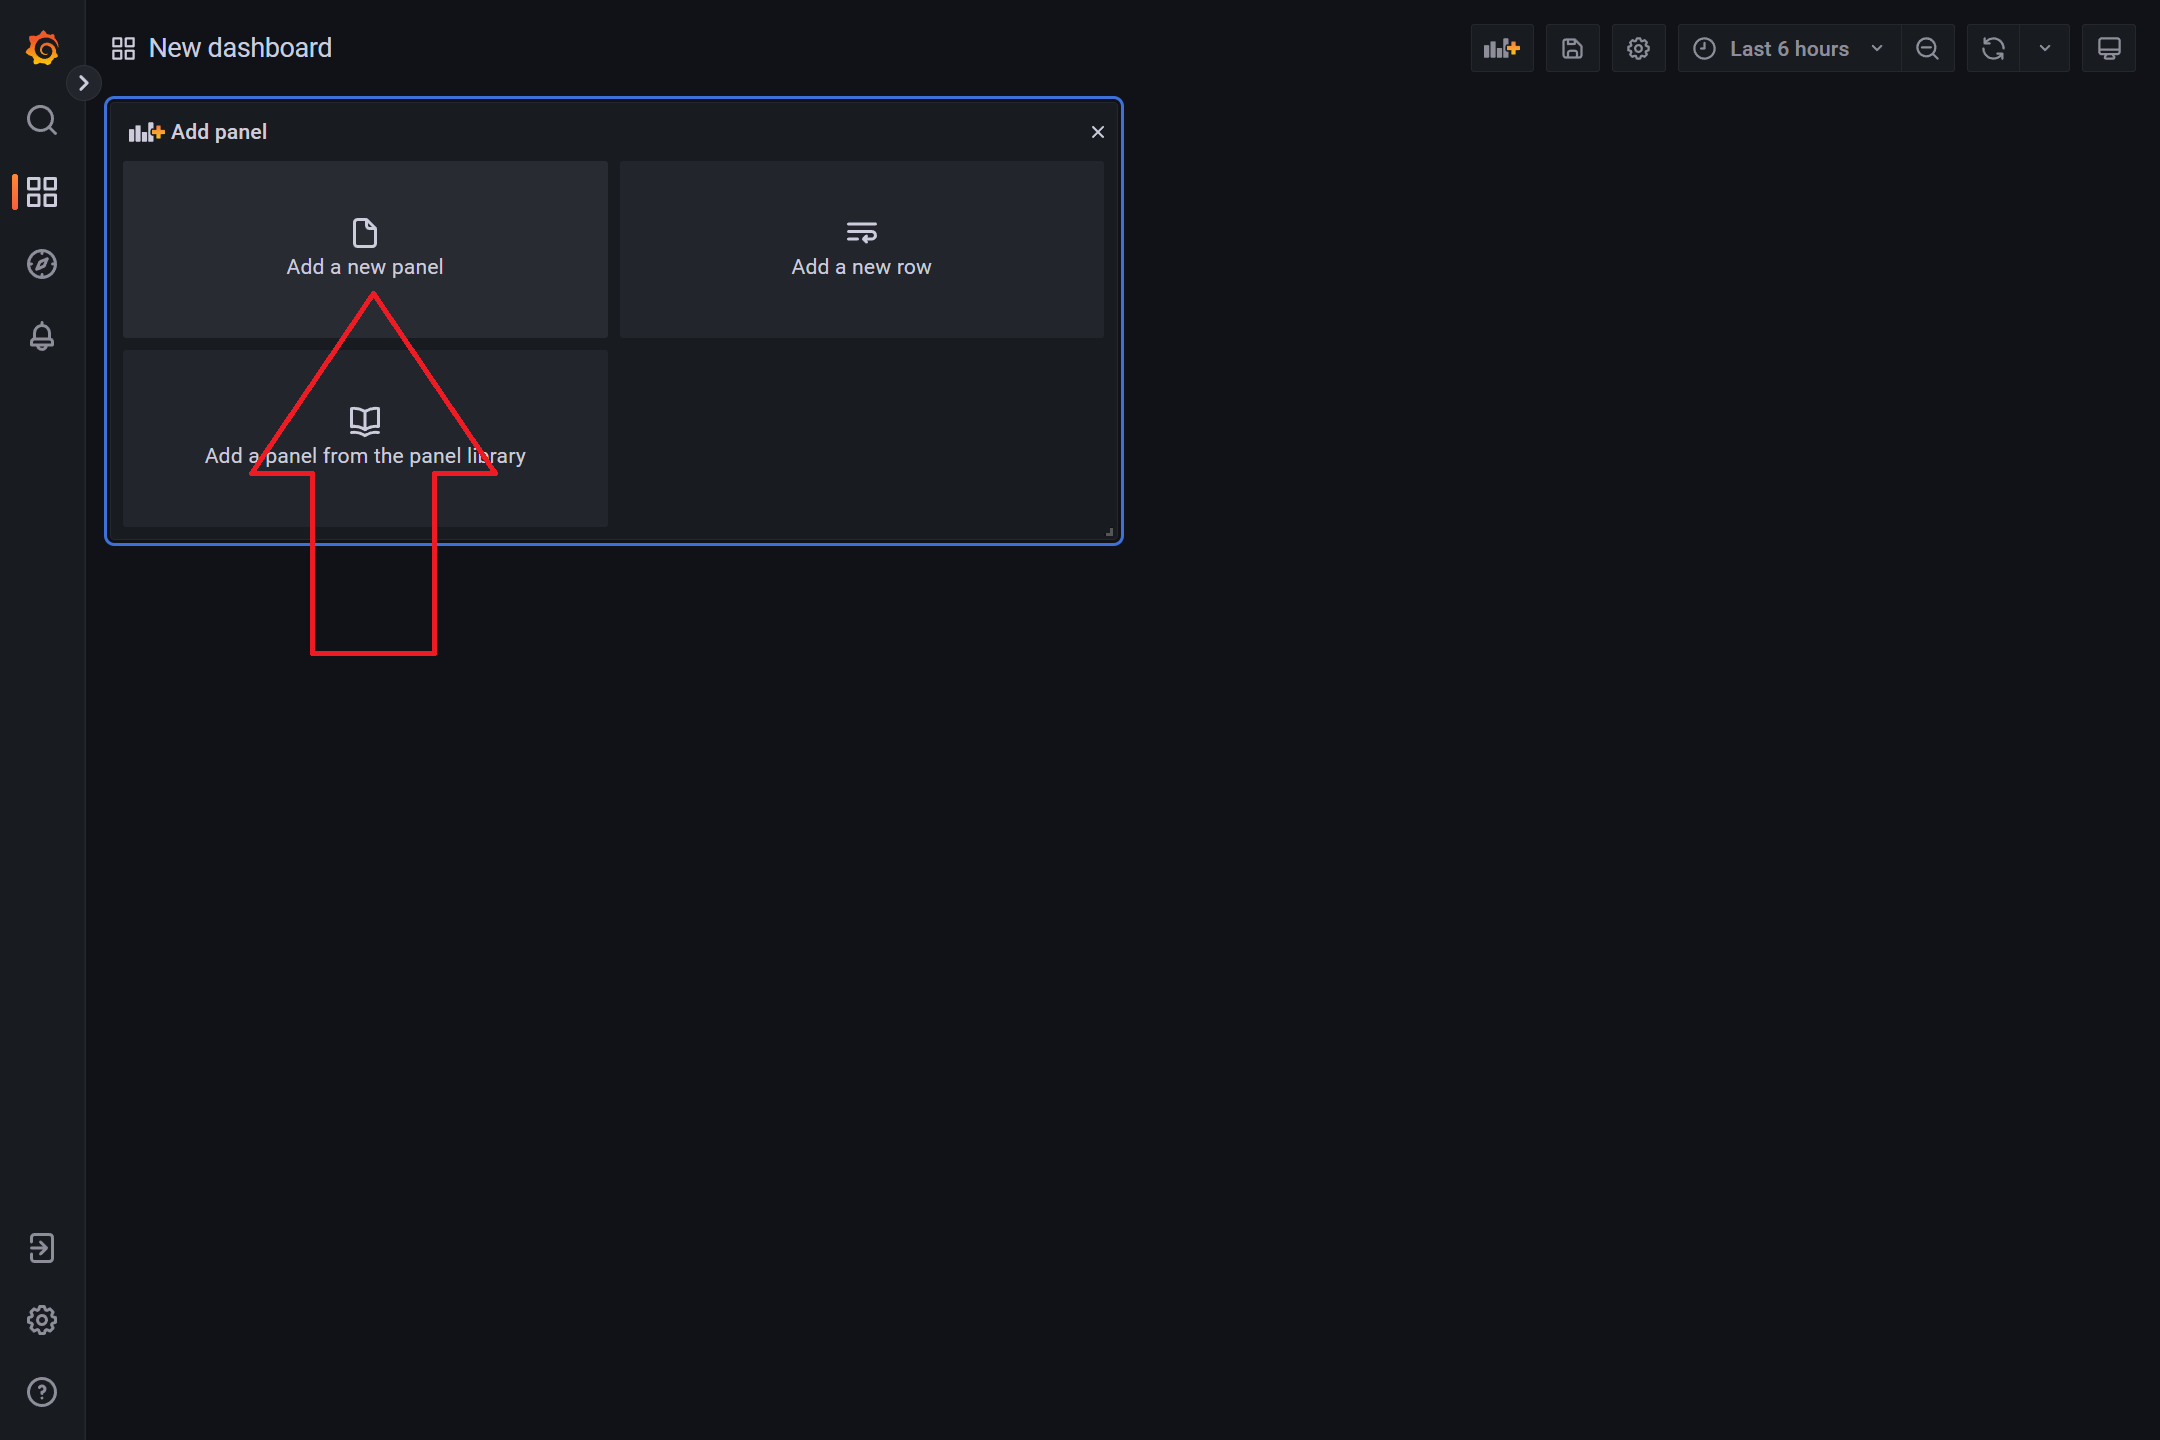 New dashboard
Last 6 hours
Add panel
Add a new panel
Add a new row
Add a panel from the panel library